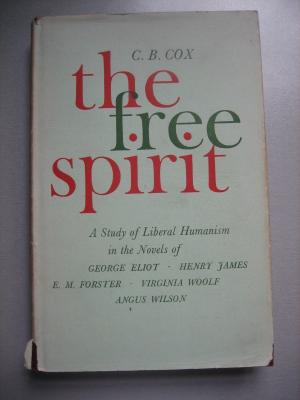 C. B. COX
the
free
spirit
A Study of Liberal Humanism
in the Novels of
GEORGE ELIOT · HENRY JAMES
E. M. FORSTER · VIRGINIA WOOLF
ANGUS WILSON